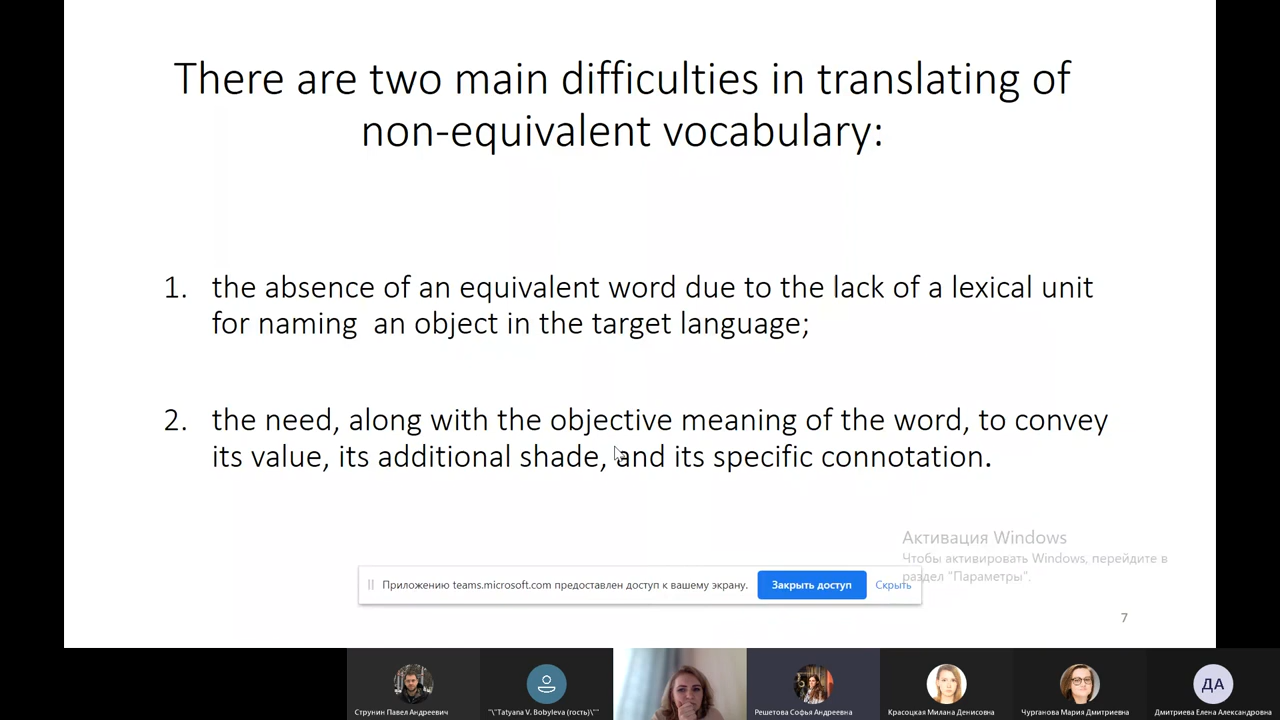 There are two main difficulties in translating of
non-equivalent vocabulary:
1. the absence of an equivalent word due to the lack of a lexical unit
for naming an object in the target language;
2. the need, along with the objective meaning of the word, to convey
its value, its additional shade, and its specific connotation.
Активация Windows
Чтобы активировать Windows, перейдите в
раздел "Параметры".
Приложению teams.microsoft.com предоставлен доступ к вашему экрану.
Закрыть доступ
Скрыть
7
ДА
Струнин Павел Андреевич
"\"Tatyana V. Bobyleva (гость)\""
Решетова Софья Андреевна
Красоцкая Милана Денисовна
Чурганова Мария Дмитриевна
Дмитриева Елена Александровна